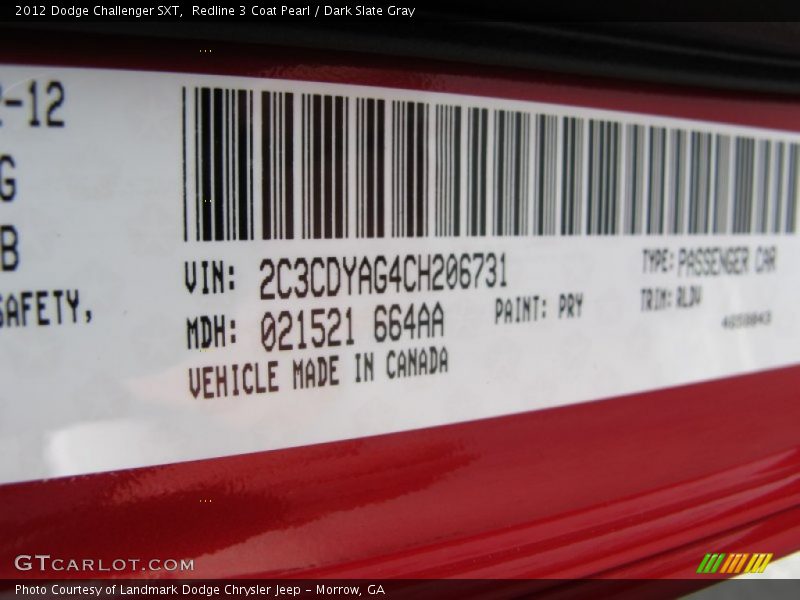 2012 Dodge Challenger SXT,  Redline 3 Coat Pearl / Dark Slate Gray
-12
G
B
SAFETY,
VIN: 2C3CDYAG4CH206731
TYPE: PASSENGER CAR
MDH: 021521 664AA
PAINT: PRY
TRIM: RLDV
VEHICLE MADE IN CANADA
GTCARLOT.COM
Photo Courtesy of Landmark Dodge Chrysler Jeep - Morrow, GA